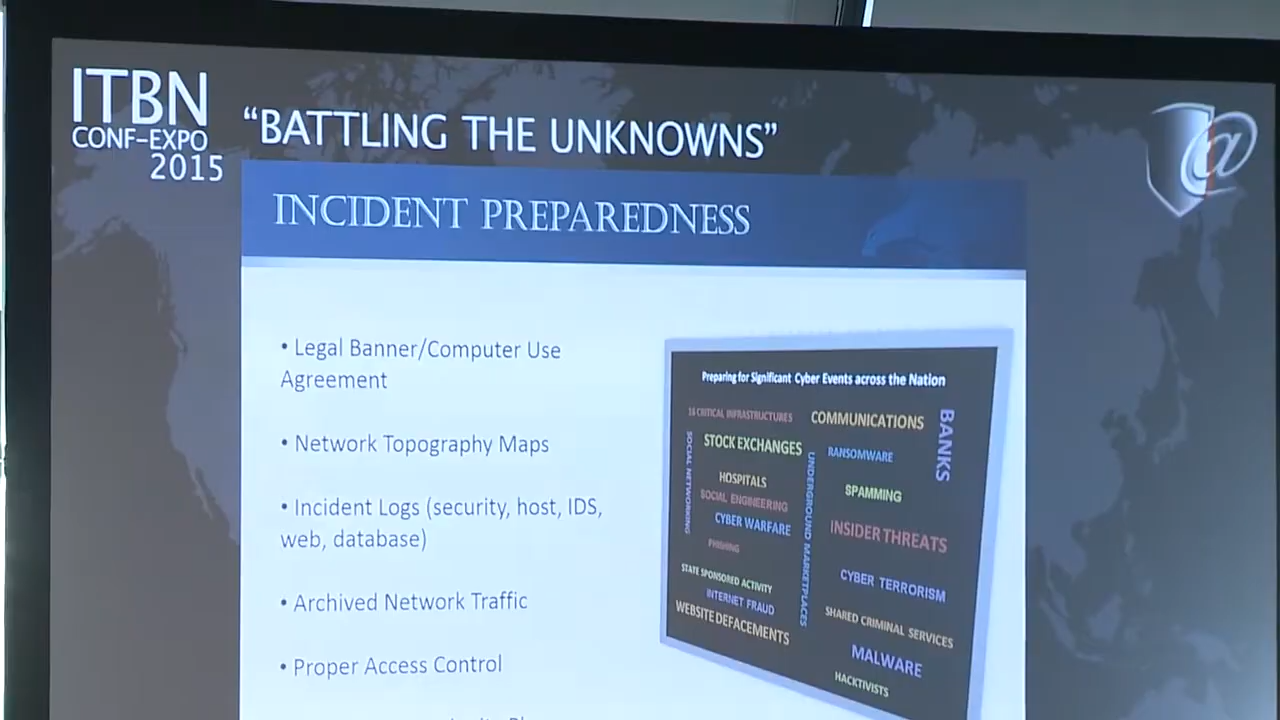 ITBN
CONF-EXPO
2015
“BATTLING THE UNKNOWNS”
@
INCIDENT PREPAREDNESS
• Legal Banner/Computer Use
Agreement
• Network Topography Maps
• Incident Logs (security, host, IDS,
web, database)
• Archived Network Traffic
• Proper Access Control
Preparing for Significant Cyber Events across the Nation
16 CRITICAL INFRASTRUCTURES
COMMUNICATIONS
BANKS
STOCK EXCHANGES
RANSOMWARE
SOCIAL NETWORKING
HOSPITALS
UNDERGROUND MARKETPLACES
SPAMMING
SOCIAL ENGINEERING
CYBER WARFARE
INSIDER THREATS
PHISHING
STATE SPONSORED ACTIVITY
CYBER TERRORISM
INTERNET FRAUD
WEBSITE DEFACEMENTS
SHARED CRIMINAL SERVICES
MALWARE
HACKTIVISTS